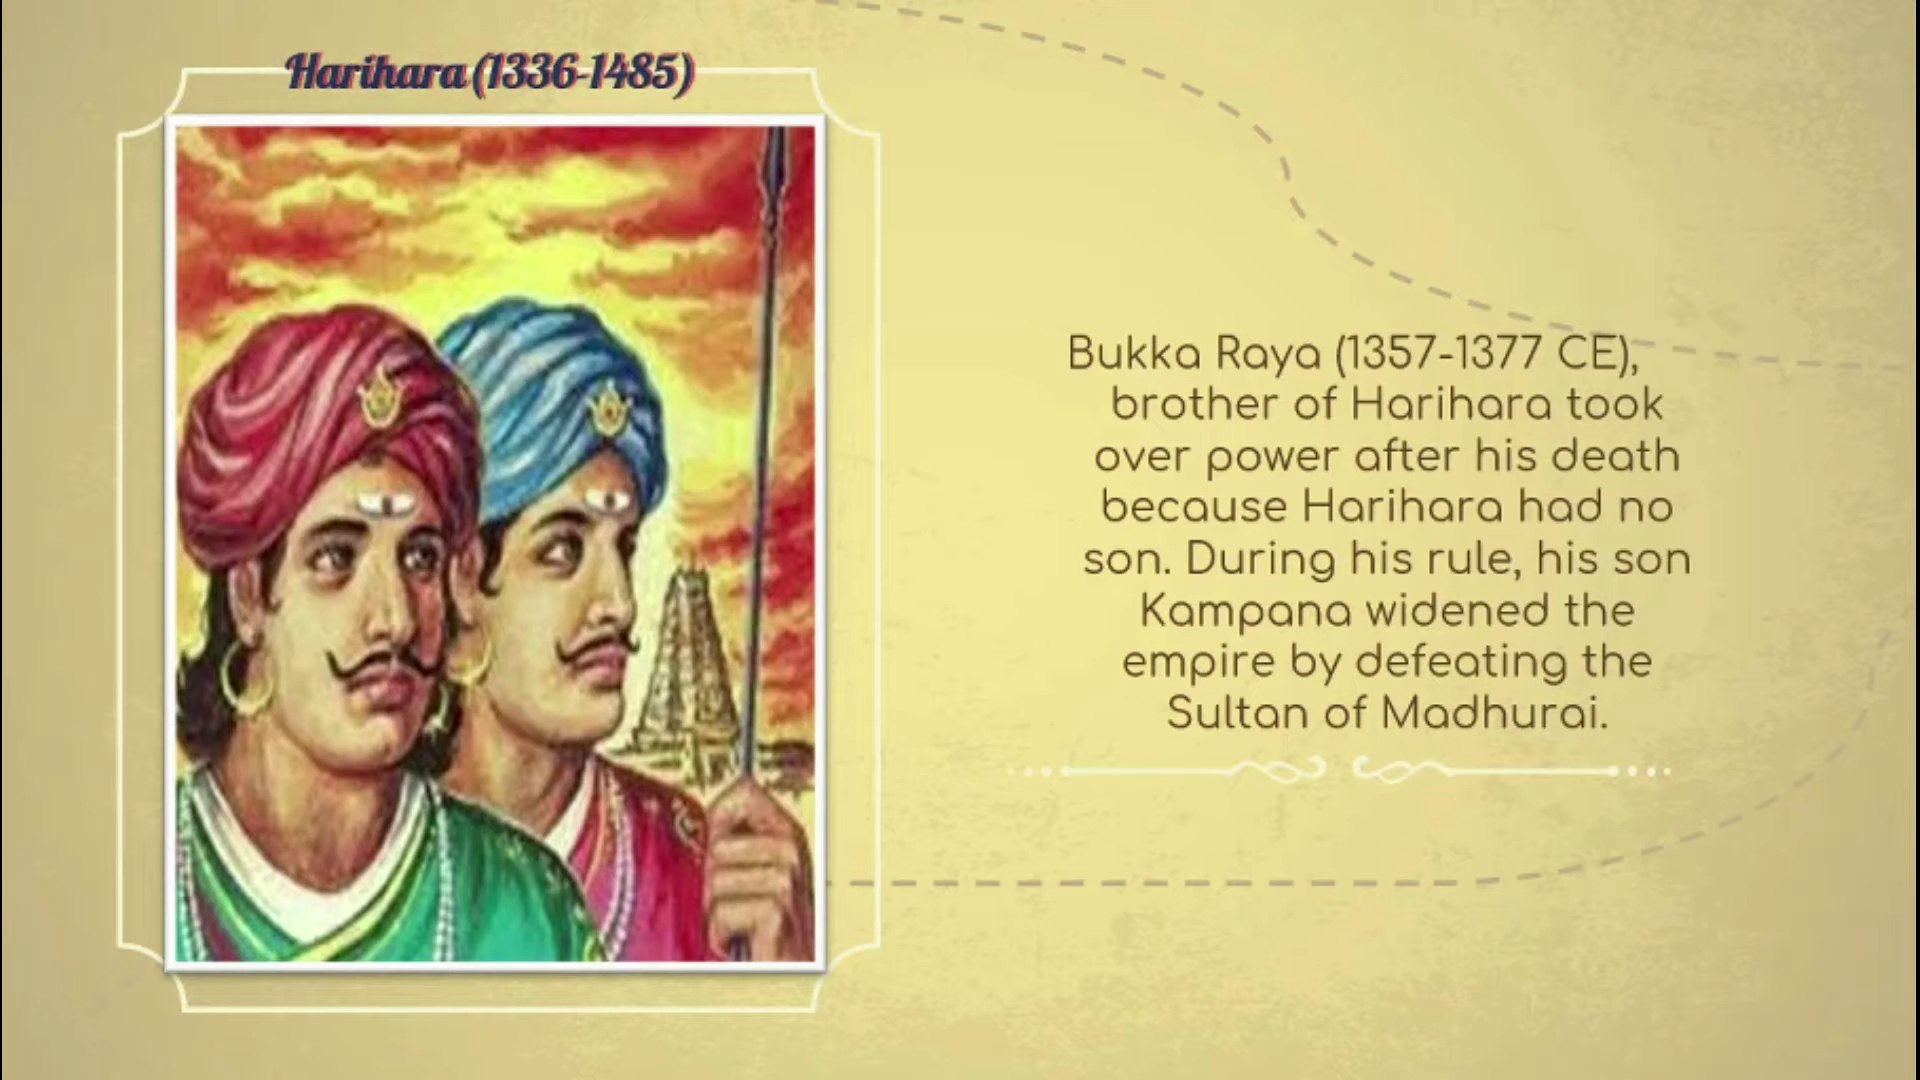 Harihara (1336-1485)
Bukka Raya (1357-1377 CE),
brother of Harihara took
over power after his death
because Harihara had no
son. During his rule, his son
Kampana widened the
empire by defeating the
Sultan of Madhurai.